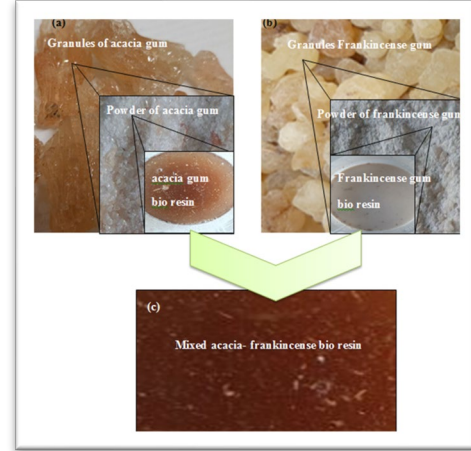 (a)
Granules of acacia gum
Powder of acacia gum
acacia gum
bio resin
(b)
Granules Frankincense gum
Powder of frankincense gum
Frankincense gum
bio resin
(c)
Mixed acacia- frankincense bio resin